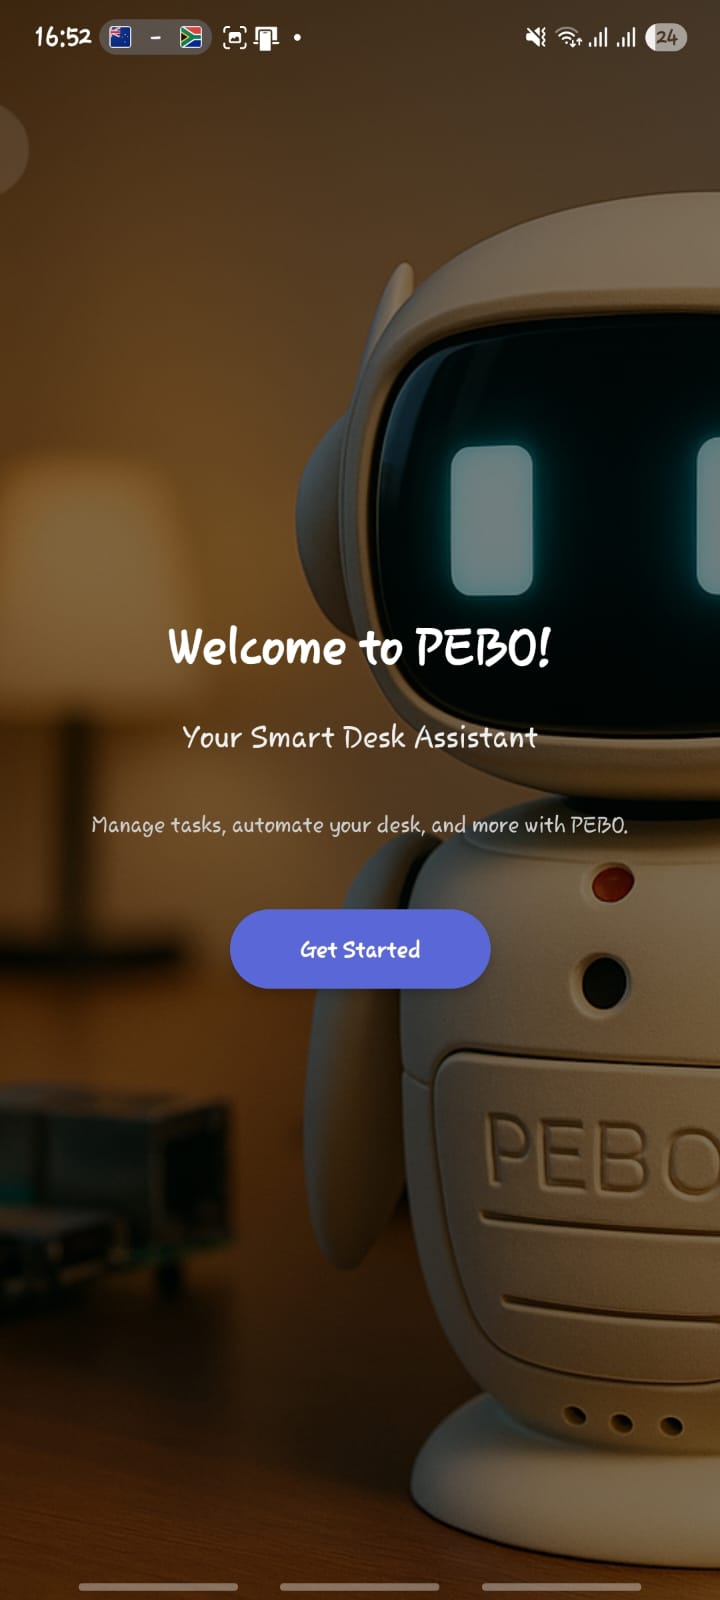 16:52 - 24
Welcome to PEBO!
Your Smart Desk Assistant
Manage tasks, automate your desk, and more with PEBO.
Get Started
PEBO